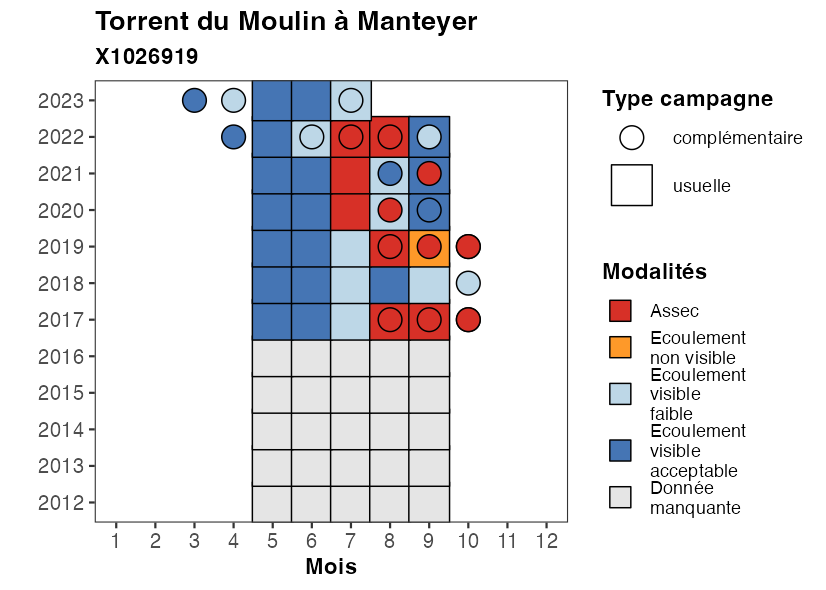 Torrent du Moulin à Manteyer
X1026919
2023
2022
2021
2020
2019
2018
2017
2016
2015
2014
2013
2012
1 2 3 4 5 6 7 8 9 10 11 12
Mois
Type campagne
complémentaire
usuelle
Modalités
Assec
Ecoulement
non visible
Ecoulement
visible
faible
Ecoulement
visible
acceptable
Donnée
manquante